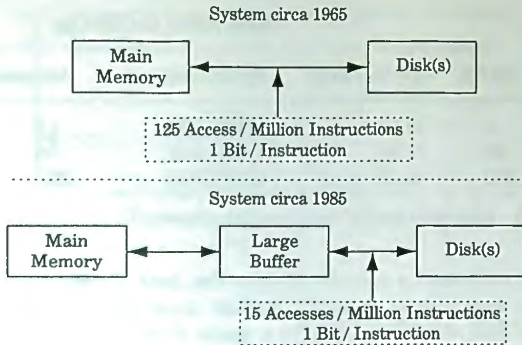 System circa 1965
Main
Memory
Disk(s)
125 Access / Million Instructions
1 Bit / Instruction
System circa 1985
Main
Memory
Large
Buffer
Disk(s)
15 Accesses / Million Instructions
1 Bit / Instruction